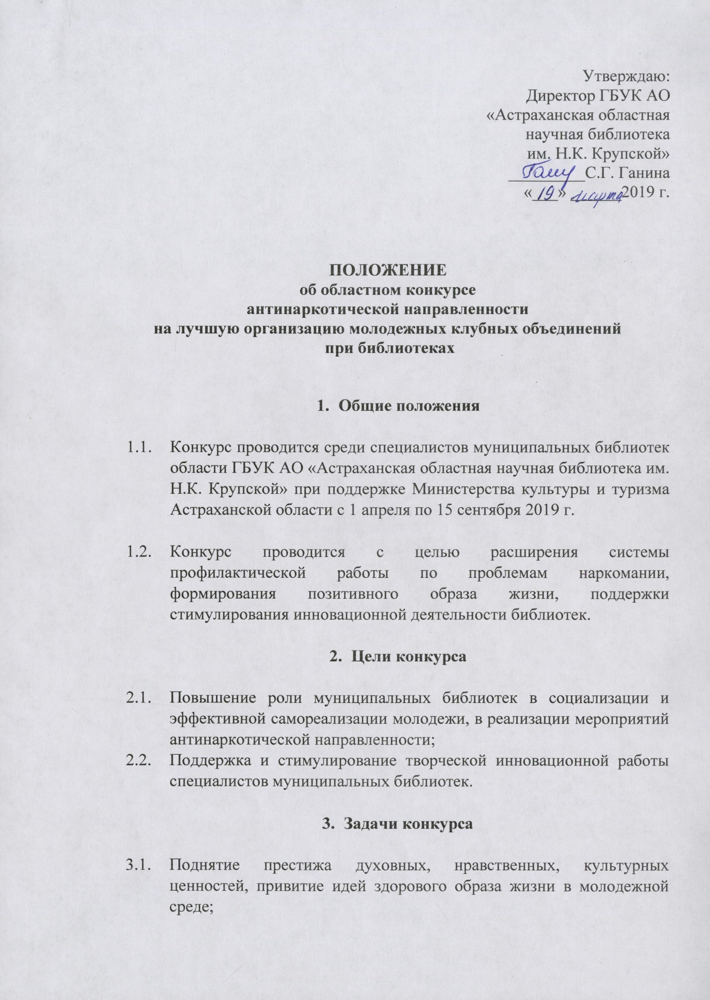 Утверждаю:
Директор ГБУК АО
«Астраханская областная
научная библиотека
им. Н.К. Крупской»
_________С.Г. Ганина
«19» марта 2019 г.
ПОЛОЖЕНИЕ
об областном конкурсе
антинаркотической направленности
на лучшую организацию молодежных клубных объединений
при библиотеках
1. Общие положения
1.1. Конкурс проводится среди специалистов муниципальных библиотек
области ГБУК АО «Астраханская областная научная библиотека им.
Н.К. Крупской» при поддержке Министерства культуры и туризма
Астраханской области с 1 апреля по 15 сентября 2019 г.
1.2. Конкурс проводится с целью расширения системы
профилактической работы по проблемам наркомании,
формирования позитивного образа жизни, поддержки
стимулирования инновационной деятельности библиотек.
2. Цели конкурса
2.1. Повышение роли муниципальных библиотек в социализации и
эффективной самореализации молодежи, в реализации мероприятий
антинаркотической направленности;
2.2. Поддержка и стимулирование творческой инновационной работы
специалистов муниципальных библиотек.
3. Задачи конкурса
3.1. Поднятие престижа духовных, нравственных, культурных
ценностей, привитие идей здорового образа жизни в молодежной
среде;